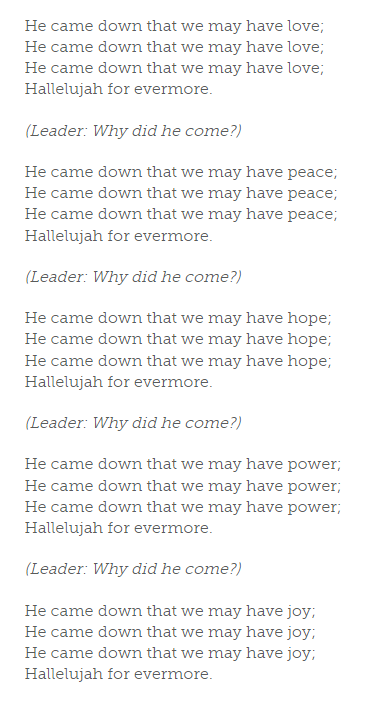 He came down that we may have love;
He came down that we may have love;
He came down that we may have love;
Hallelujah for evermore.
(Leader: Why did he come?)
He came down that we may have peace;
He came down that we may have peace;
He came down that we may have peace;
Hallelujah for evermore.
(Leader: Why did he come?)
He came down that we may have hope;
He came down that we may have hope;
He came down that we may have hope;
Hallelujah for evermore.
(Leader: Why did he come?)
He came down that we may have power;
He came down that we may have power;
He came down that we may have power;
Hallelujah for evermore.
(Leader: Why did he come?)
He came down that we may have joy;
He came down that we may have joy;
He came down that we may have joy;
Hallelujah for evermore.